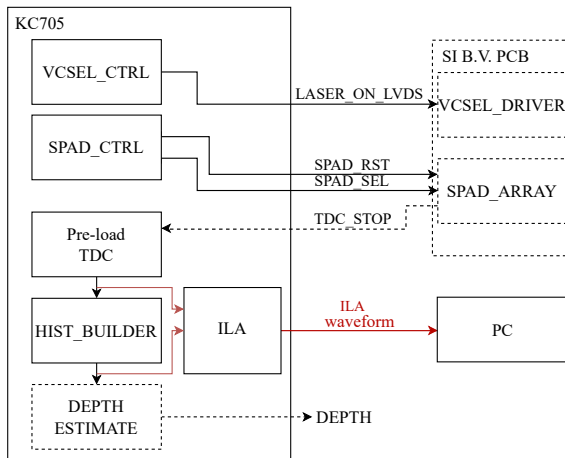 KC705
VCSEL_CTRL
SPAD_CTRL
Pre-load
TDC
HIST_BUILDER
ILA
DEPTH
ESTIMATE
LASER_ON_LVDS
SPAD_RST
SPAD_SEL
TDC_STOP
ILA
waveform
DEPTH
SI B.V. PCB
VCSEL_DRIVER
SPAD_ARRAY
PC